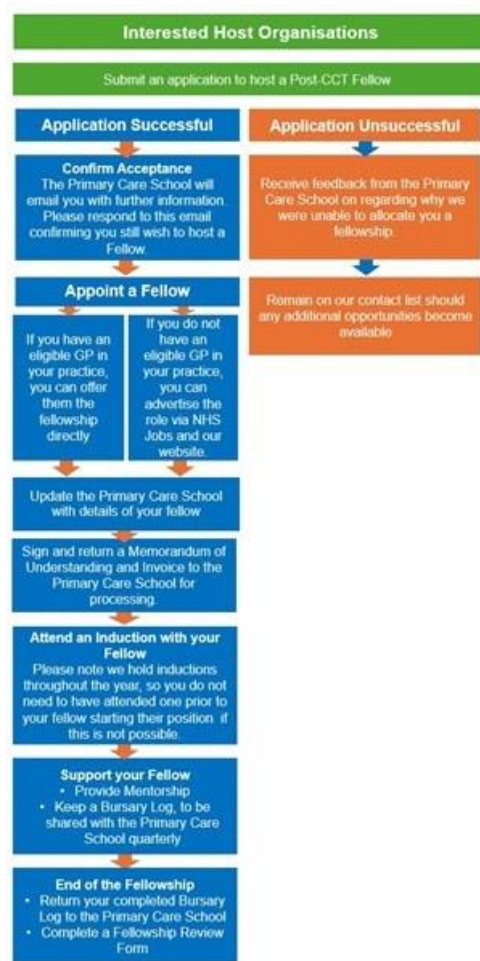 Interested Host Organisations
Submit an application to host a Post-CCT Fellow
Application Successful
Confirm Acceptance
The Primary Care School will
email you with further information.
Please respond to this email
confirming you still wish to host a
Fellow.
Appoint a Fellow
If you have an
eligible GP in
your practice,
you can offer
them the
fellowship
directly
If you do not
have an
eligible GP in
your practice,
you can
advertise the
role via NHS
Jobs and our
website.
Update the Primary Care School
with details of your fellow
Sign and return a Memorandum of
Understanding and Invoice to the
Primary Care School for
processing.
Attend an Induction with your
Fellow
Please note we hold inductions
throughout the year, so you do not
need to have attended one prior to
your fellow starting their position if
this is not possible.
Support your Fellow
• Provide Mentorship
• Keep a Bursary Log, to be
shared with the Primary Care
School quarterly
End of the Fellowship
• Return your completed Bursary
Log to the Primary Care School
• Complete a Fellowship Review
Form
Application Unsuccessful
Receive feedback from the Primary
Care School on regarding why we
were unable to allocate you a
fellowship.
Remain on our contact list should
any additional opportunities become
available